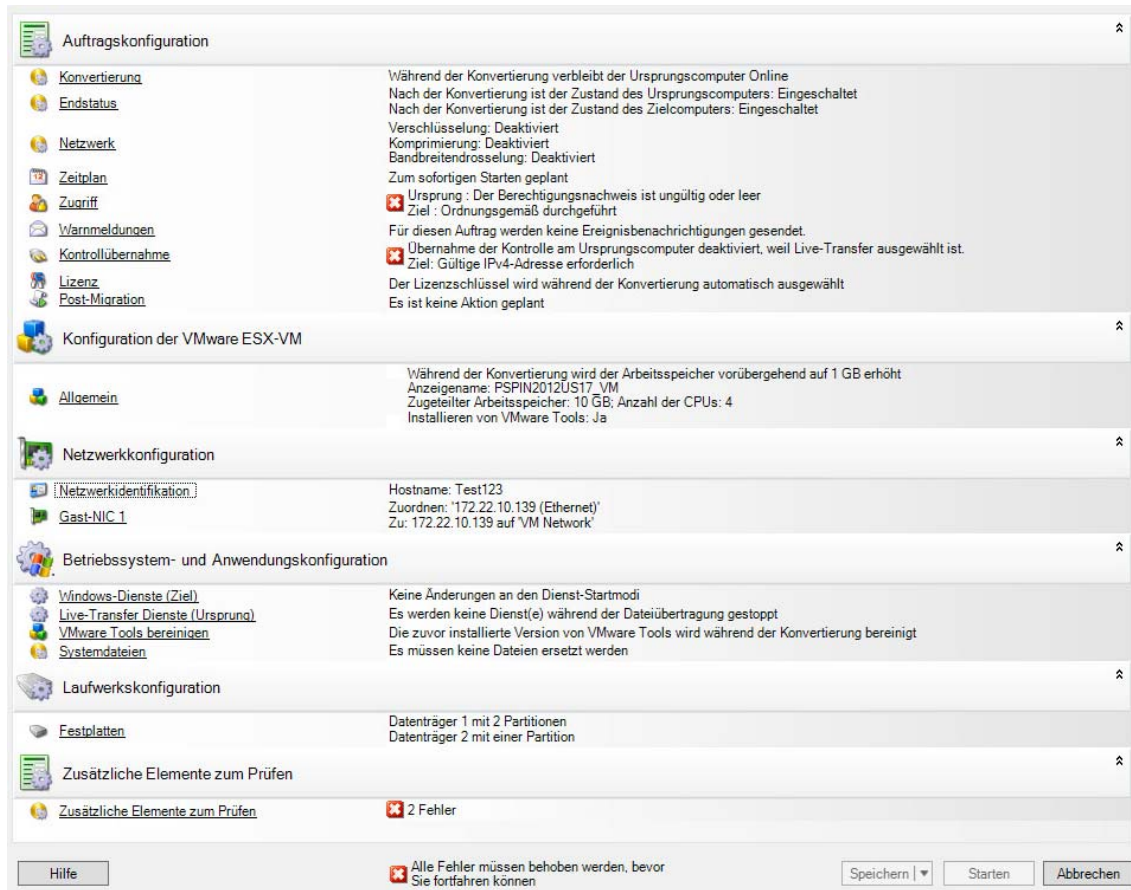 Auftragskonfiguration
Konvertierung
Während der Konvertierung verbleibt der Ursprungscomputer Online
Endstatus
Nach der Konvertierung ist der Zustand des Ursprungscomputers: Eingeschaltet
Nach der Konvertierung ist der Zustand des Zielcomputers: Eingeschaltet
Netzwerk
Verschlüsselung: Deaktiviert
Komprimierung: Deaktiviert
Bandbreitendrosselung: Deaktiviert
Zeitplan
Zum sofortigen Starten geplant
Zugriff
Ursprung : Der Berechtigungsnachweis ist ungültig oder leer
Ziel : Ordnungsgemäß durchgeführt
Warnmeldungen
Für diesen Auftrag werden keine Ereignisbenachrichtigungen gesendet.
Kontrollübernahme
Übernahme der Kontrolle am Ursprungscomputer deaktiviert, weil Live-Transfer ausgewählt ist.
Ziel: Gültige IPv4-Adresse erforderlich
Lizenz
Der Lizenzschlüssel wird während der Konvertierung automatisch ausgewählt
Post-Migration
Es ist keine Aktion geplant
Konfiguration der VMware ESX-VM
Allgemein
Während der Konvertierung wird der Arbeitsspeicher vorübergehend auf 1 GB erhöht
Anzeigename: PSPIN2012US17_VM
Zugeteilter Arbeitsspeicher: 10 GB; Anzahl der CPUs: 4
Installieren von VMware Tools: Ja
Netzwerkkonfiguration
Netzwerkidentifikation
Hostname: Test123
Gast-NIC 1
Zuordnen: '172.22.10.139 (Ethernet)'
Zu: 172.22.10.139 auf 'VM Network'
Betriebssystem- und Anwendungskonfiguration
Windows-Dienste (Ziel)
Keine Änderungen an den Dienst-Startmodi
Live-Transfer Dienste (Ursprung)
Es werden keine Dienst(e) während der Dateiübertragung gestoppt
VMware Tools bereinigen
Die zuvor installierte Version von VMware Tools wird während der Konvertierung bereinigt
Systemdateien
Es müssen keine Dateien ersetzt werden
Laufwerkskonfiguration
Festplatten
Datenträger 1 mit 2 Partitionen
Datenträger 2 mit einer Partition
Zusätzliche Elemente zum Prüfen
Zusätzliche Elemente zum Prüfen
2 Fehler
Hilfe
Alle Fehler müssen behoben werden, bevor
Sie fortfahren können
Speichern
Starten
Abbrechen